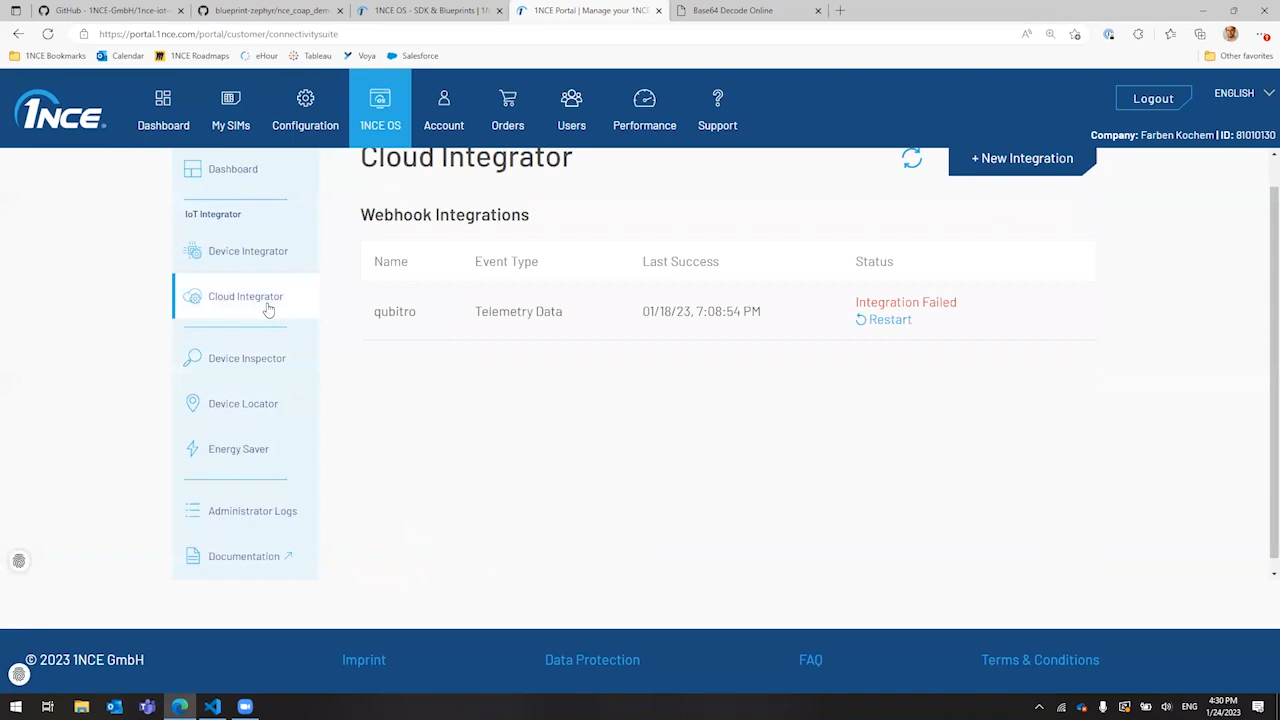 GitHub - 1NCE-GmbH/1nce-iot-
blueprint-zephyr/nce_coap_demo
1NCE OS - SDK & Blueprints | 1N
1NCE Portal | Manage your 1NCE
Base64 Decode Online
https://portal.1nce.com/portal/customer/connectivitysuite
1NCE Bookmarks
Calendar
1NCE Roadmaps
eHour
Tableau
Voya
Salesforce
Other favorites
1NCE
Dashboard
My SIMs
Configuration
1NCE OS
Account
Orders
Users
Performance
Support
Logout
ENGLISH
Company: Farben Kochem | ID: 81010130
Dashboard
IoT Integrator
Device Integrator
Cloud Integrator
Device Inspector
Device Locator
Energy Saver
Administrator Logs
Documentation
Cloud Integrator
+ New Integration
Webhook Integrations
Name Event Type Last Success Status
qubitro Telemetry Data 01/18/23, 7:08:54 PM Integration Failed
Restart
© 2023 1NCE GmbH
Imprint
Data Protection
FAQ
Terms & Conditions
ENG
4:30 PM
1/24/2023